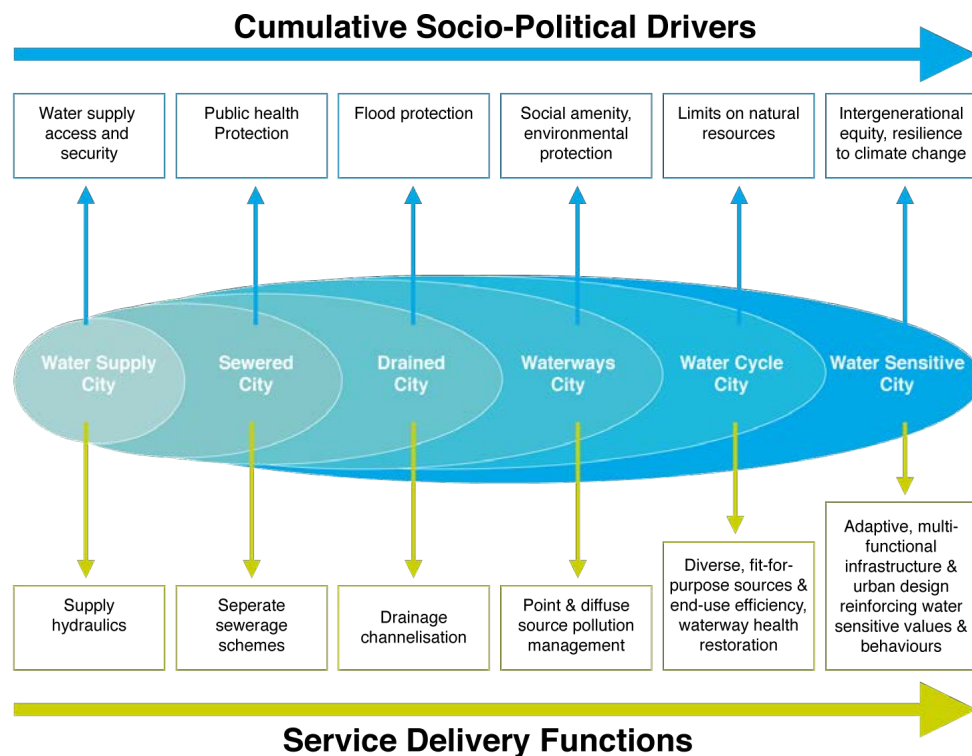 Cumulative Socio-Political Drivers
Water supply
access and
security
Public health
Protection
Flood protection
Social amenity,
environmental
protection
Limits on natural
resources
Intergenerational
equity, resilience
to climate change
Water Supply
City
Sewered
City
Drained
City
Waterways
City
Water Cycle
City
Water Sensitive
City
Supply
hydraulics
Seperate
sewerage
schemes
Drainage
channelisation
Point & diffuse
source pollution
management
Diverse, fit-for-
purpose sources &
end-use efficiency,
waterway health
restoration
Adaptive, multi-
functional
infrastructure &
urban design
reinforcing water
sensitive values &
behaviours
Service Delivery Functions